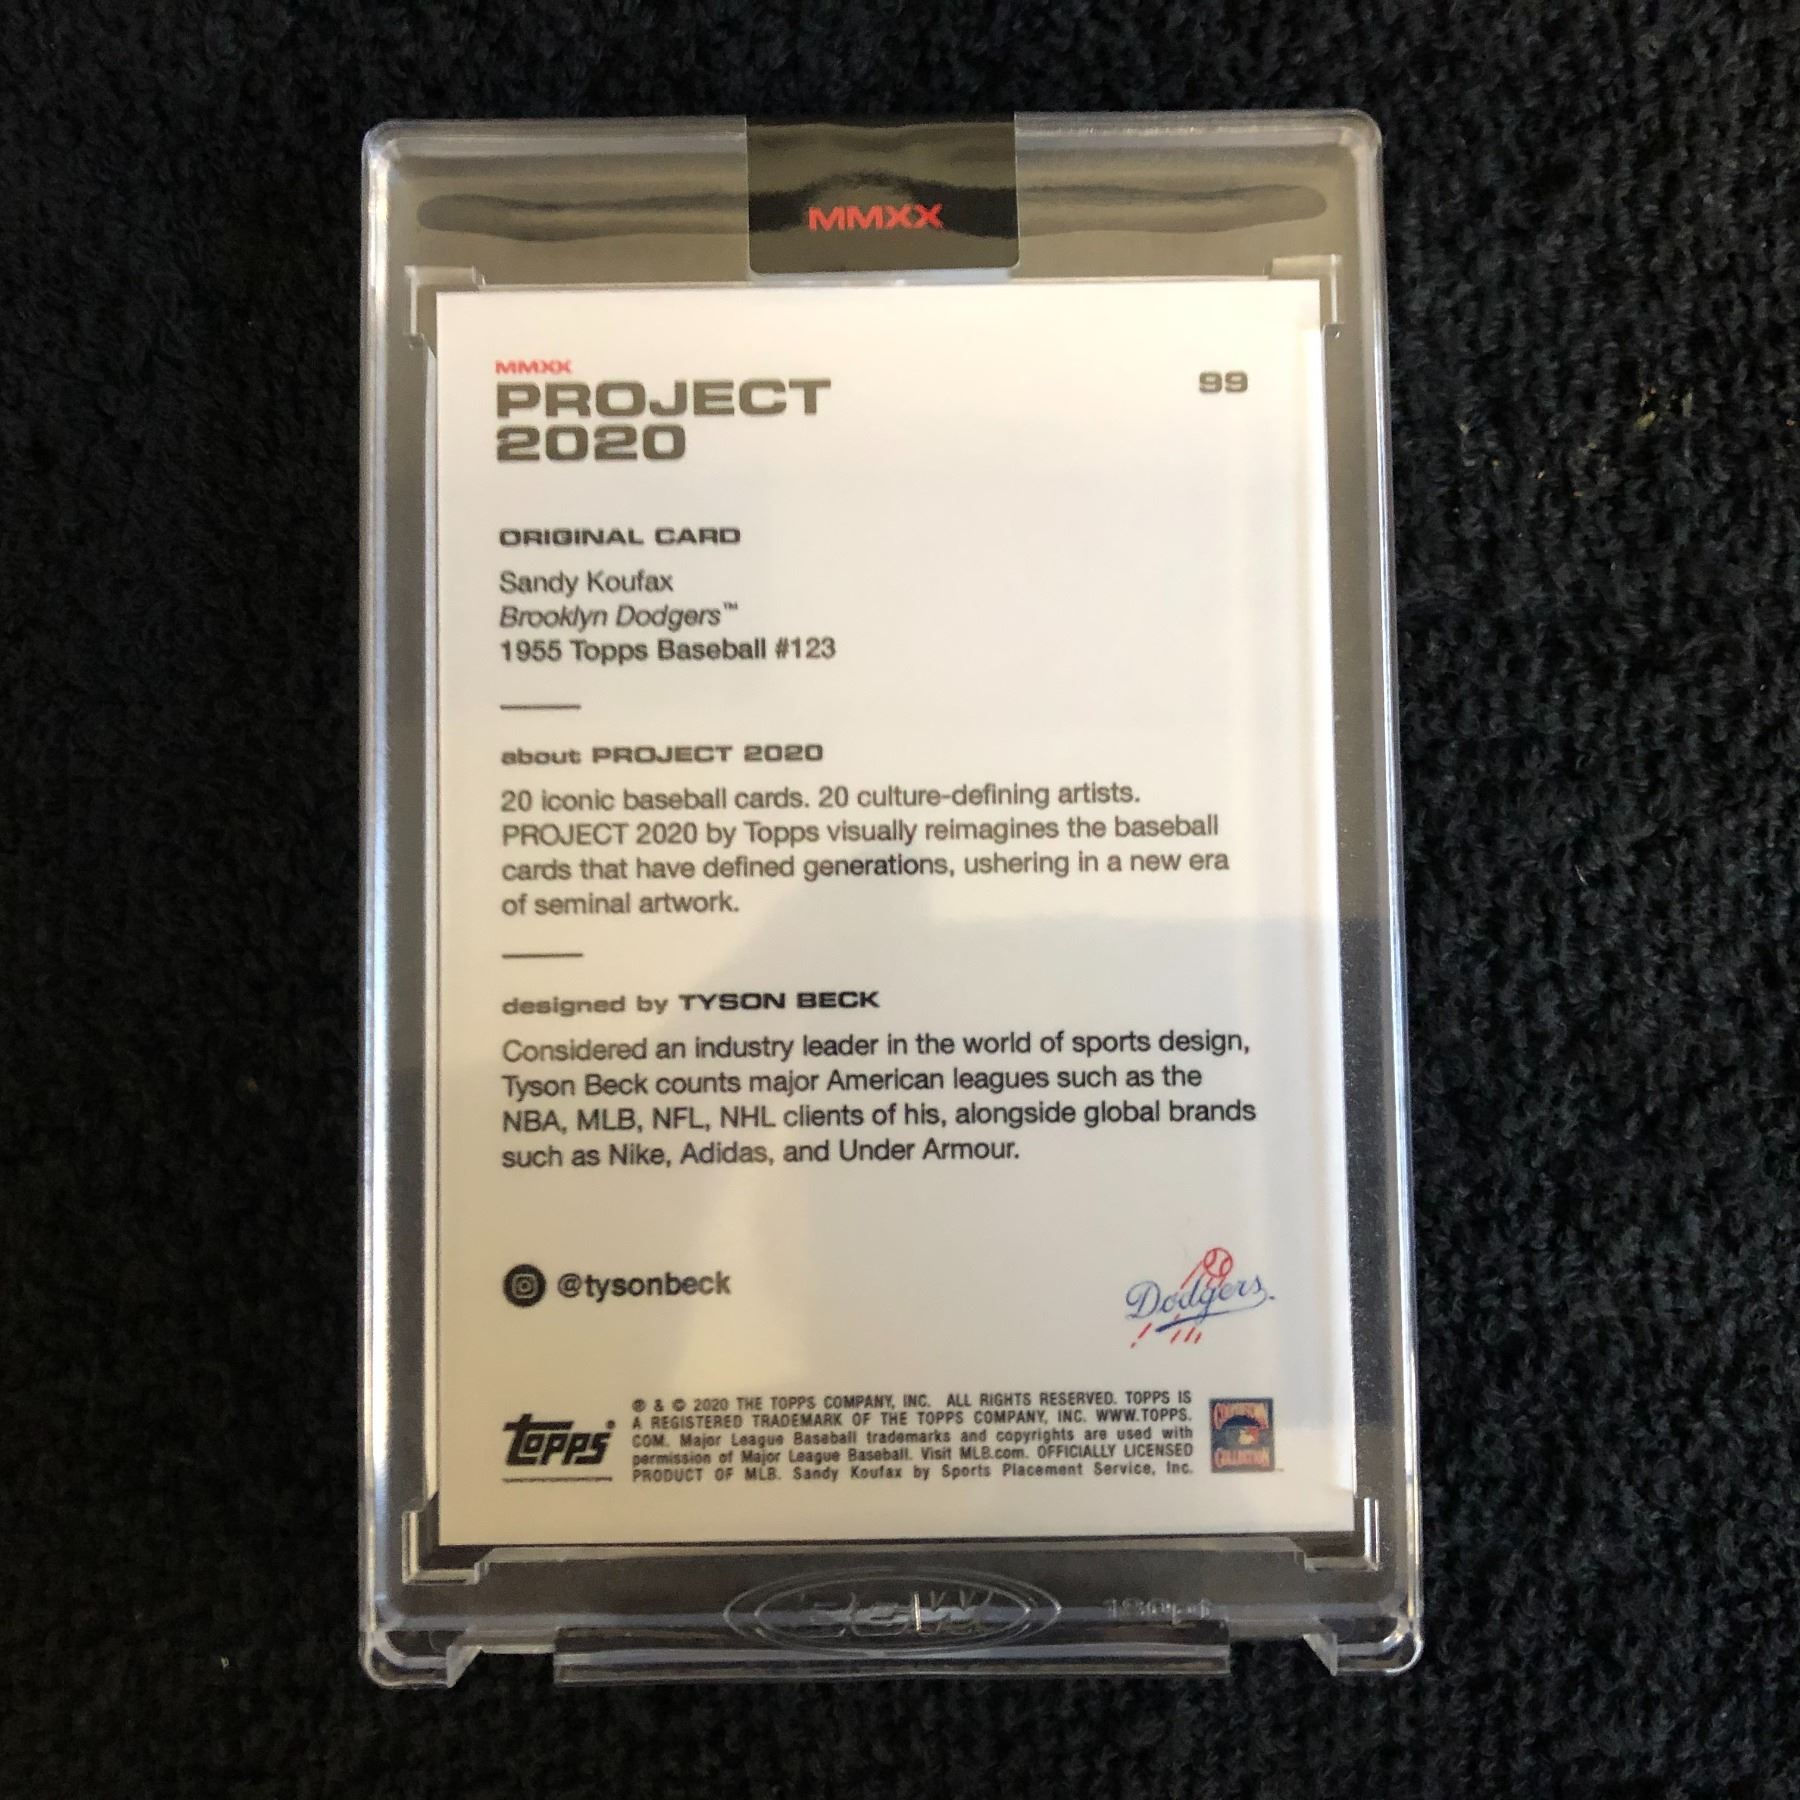 MMXX
MMXX
PROJECT
2020
99
ORIGINAL CARD
Sandy Koufax
Brooklyn Dodgers™
1955 Topps Baseball #123
about PROJECT 2020
20 iconic baseball cards. 20 culture-defining artists.
PROJECT 2020 by Topps visually reimagines the baseball
cards that have defined generations, ushering in a new era
of seminal artwork.
designed by TYSON BECK
Considered an industry leader in the world of sports design,
Tyson Beck counts major American leagues such as the
NBA, MLB, NFL, NHL clients of his, alongside global brands
such as Nike, Adidas, and Under Armour.
@tysonbeck
Dodgers
topps®
® & © 2020 THE TOPPS COMPANY, INC. ALL RIGHTS RESERVED. TOPPS IS
A REGISTERED TRADEMARK OF THE TOPPS COMPANY, INC. WWW.TOPPS.
COM. Major League Baseball trademarks and copyrights are used with
permission of Major League Baseball. Visit MLB.com. OFFICIALLY LICENSED
PRODUCT OF MLB. Sandy Koufax by Sports Placement Service, Inc.
COOPERSTOWN
COLLECTION